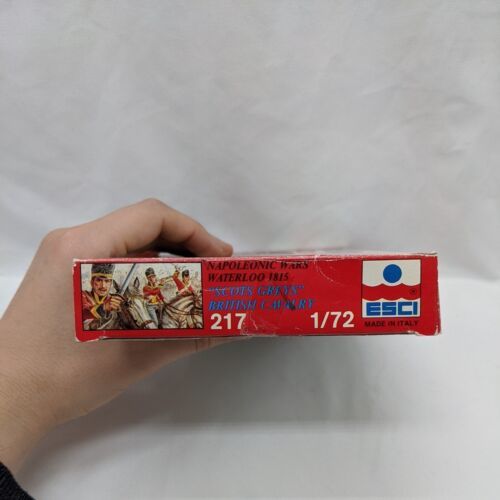 NAPOLEONIC WARS
WATERLOO 1815
"SCOTS GREYS"
BRITISH CAVALRY
217 1/72
®
ESCI
MADE IN ITALY